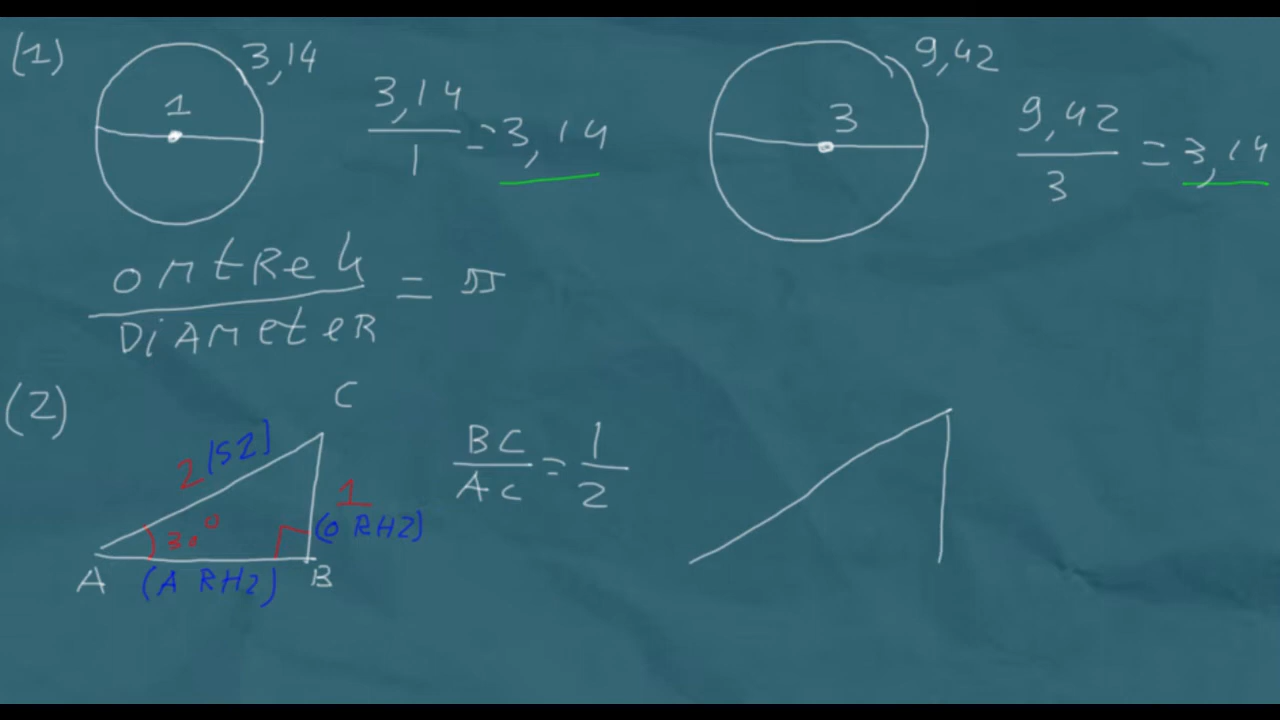 (1)
1
3,14
3,14
1
=3,14
3
9,42
9,42
3
=3,14
OMTREK
DIAMETER
= π
(2)
C
2 [SZ]
1
(O RHZ)
30°
A
(A RHZ)
B
BC
AC
=
1
2